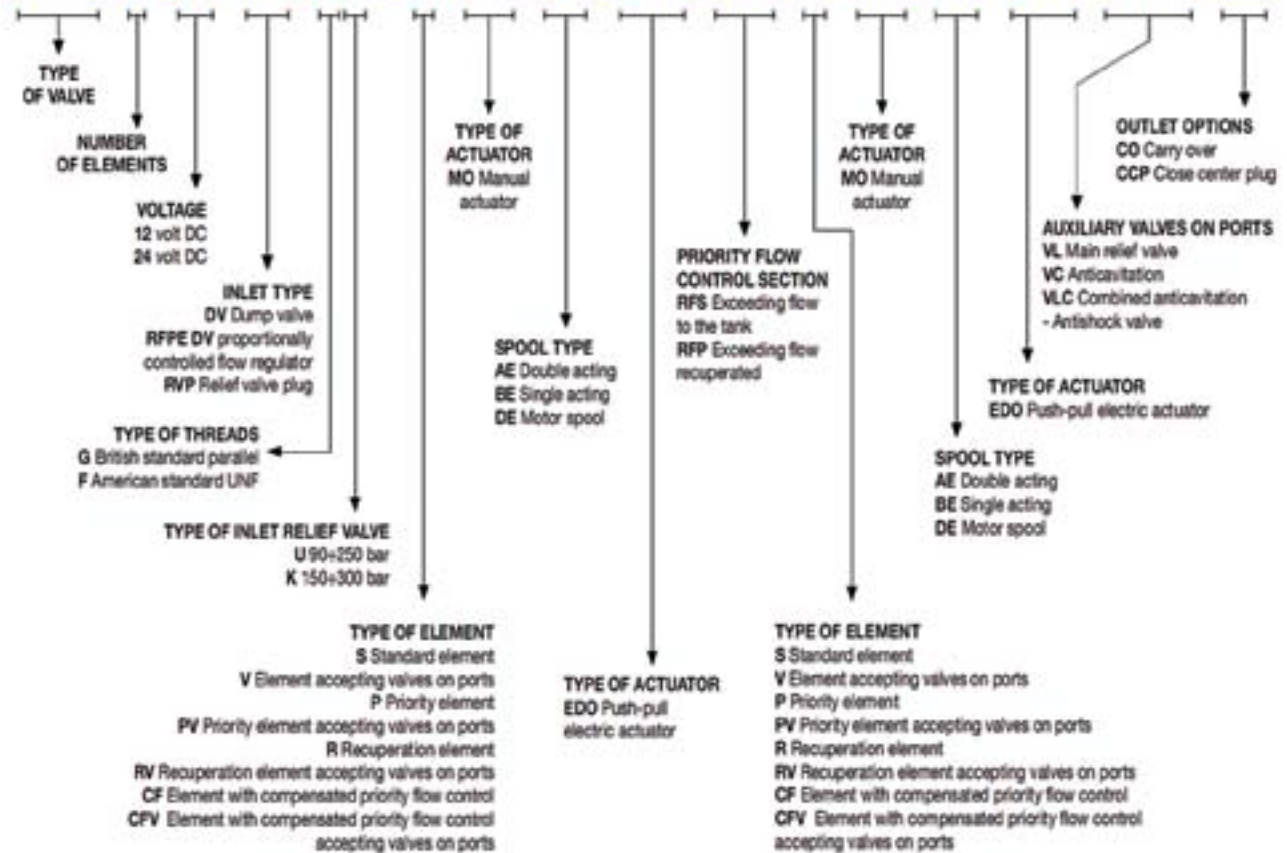 TYPE
OF VALVE
NUMBER
OF ELEMENTS
VOLTAGE
12 volt DC
24 volt DC
INLET TYPE
DV Dump valve
RFPE DV proportionally
controlled flow regulator
RVP Relief valve plug
TYPE OF THREADS
G British standard parallel
F American standard UNF
TYPE OF INLET RELIEF VALVE
U 90÷250 bar
K 150÷300 bar
TYPE OF ELEMENT
S Standard element
V Element accepting valves on ports
P Priority element
PV Priority element accepting valves on ports
R Recuperation element
RV Recuperation element accepting valves on ports
CF Element with compensated priority flow control
CFV Element with compensated priority flow control
accepting valves on ports
TYPE OF
ACTUATOR
MO Manual
actuator
SPOOL TYPE
AE Double acting
BE Single acting
DE Motor spool
TYPE OF ACTUATOR
EDO Push-pull
electric actuator
PRIORITY FLOW
CONTROL SECTION
RFS Exceeding flow
to the tank
RFP Exceeding flow
recuperated
TYPE OF ELEMENT
S Standard element
V Element accepting valves on ports
P Priority element
PV Priority element accepting valves on ports
R Recuperation element
RV Recuperation element accepting valves on ports
CF Element with compensated priority flow control
CFV Element with compensated priority flow control
accepting valves on ports
TYPE OF
ACTUATOR
MO Manual
actuator
SPOOL TYPE
AE Double acting
BE Single acting
DE Motor spool
TYPE OF ACTUATOR
EDO Push-pull electric actuator
AUXILIARY VALVES ON PORTS
VL Main relief valve
VC Anticavitation
VLC Combined anticavitation
- Antishock valve
OUTLET OPTIONS
CO Carry over
CCP Close center plug